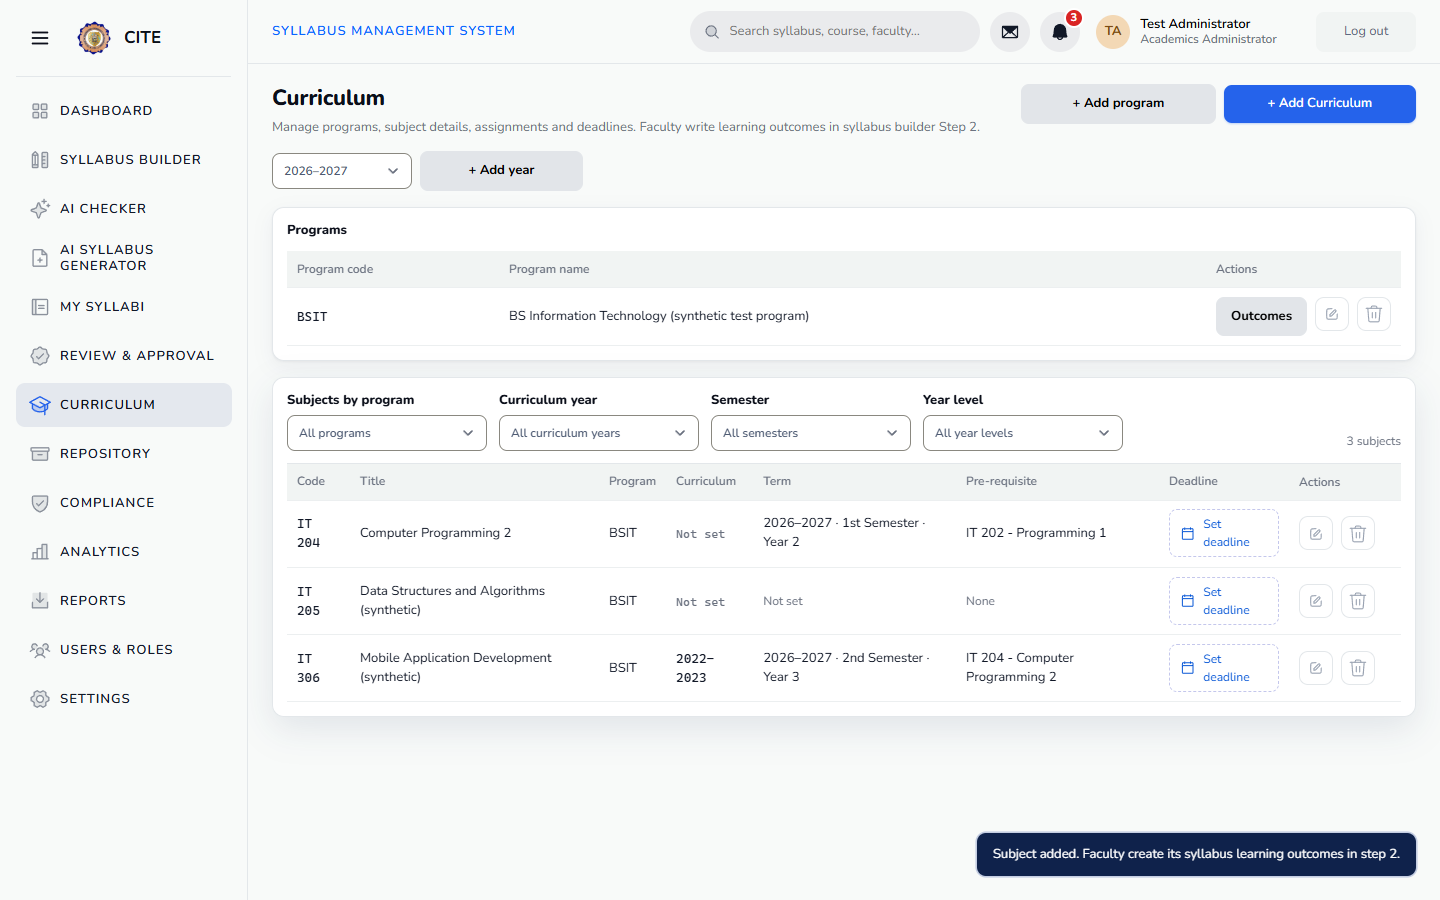 CITE
SYLLABUS MANAGEMENT SYSTEM
Search syllabus, course, faculty...
3
TA
Test Administrator
Academics Administrator
Log out
DASHBOARD
SYLLABUS BUILDER
AI CHECKER
AI SYLLABUS
GENERATOR
MY SYLLABI
REVIEW & APPROVAL
CURRICULUM
REPOSITORY
COMPLIANCE
ANALYTICS
REPORTS
USERS & ROLES
SETTINGS
Curriculum
Manage programs, subject details, assignments and deadlines. Faculty write learning outcomes in syllabus builder Step 2.
+ Add program
+ Add Curriculum
2026–2027
+ Add year
Programs
Program code Program name Actions
BSIT BS Information Technology (synthetic test program) Outcomes
Subjects by program Curriculum year Semester Year level
All programs All curriculum years All semesters All year levels
3 subjects
Code Title Program Curriculum Term Pre-requisite Deadline Actions
IT
204
Computer Programming 2
BSIT
Not set
2026–2027 · 1st Semester ·
Year 2
IT 202 - Programming 1
Set
deadline
IT
205
Data Structures and Algorithms
(synthetic)
BSIT
Not set
Not set
None
Set
deadline
IT
306
Mobile Application Development
(synthetic)
BSIT
2022–
2023
2026–2027 · 2nd Semester ·
Year 3
IT 204 - Computer
Programming 2
Set
deadline
Subject added. Faculty create its syllabus learning outcomes in step 2.